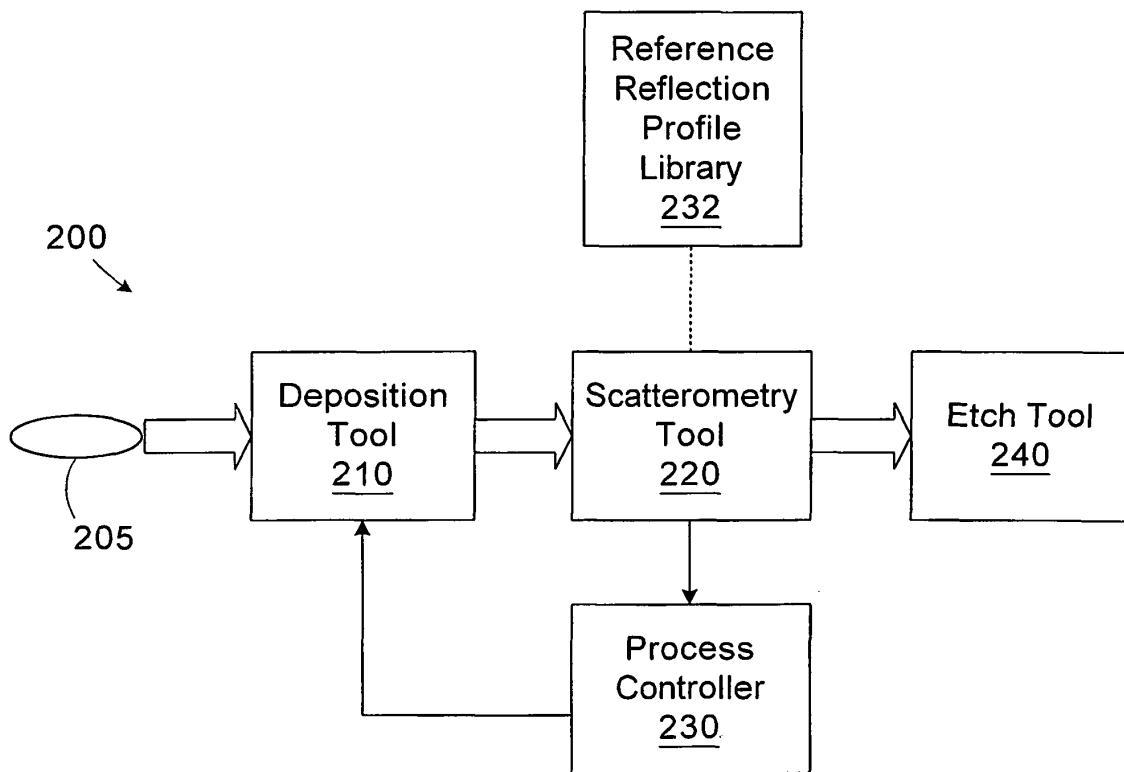 Reference
Reflection
Profile
Library
232
200
Deposition
Tool
210
Scatterometry
Tool
220
Etch Tool
240
205
Process
Controller
230